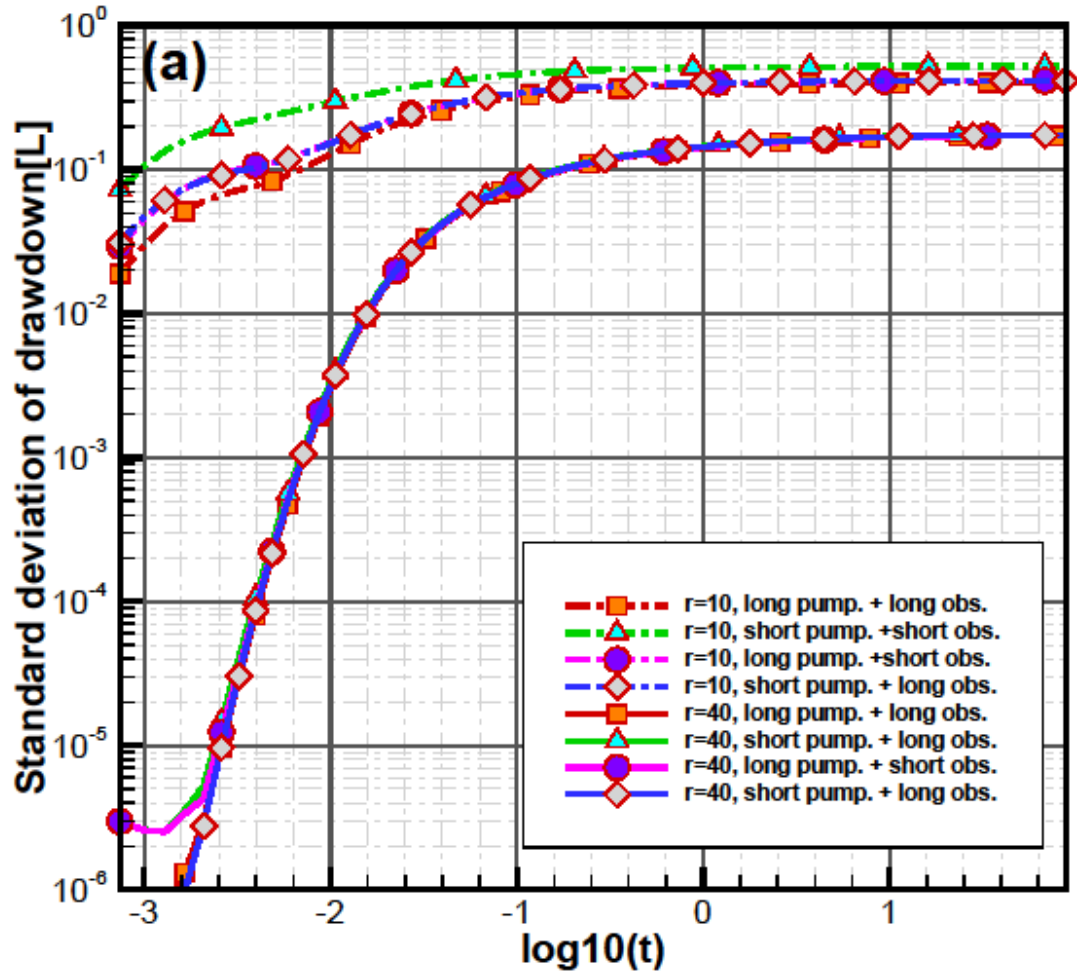 (a)
Standard deviation of drawdown[L]
10^0
10^-1
10^-2
10^-3
10^-4
10^-5
10^-6
r=10, long pump. + long obs.
r=10, short pump. +short obs.
r=10, long pump. +short obs.
r=10, short pump. + long obs.
r=40, long pump. + long obs.
r=40, short pump. + long obs.
r=40, long pump. + short obs.
r=40, short pump. + long obs.
-3 -2 -1 0 1
log10(t)